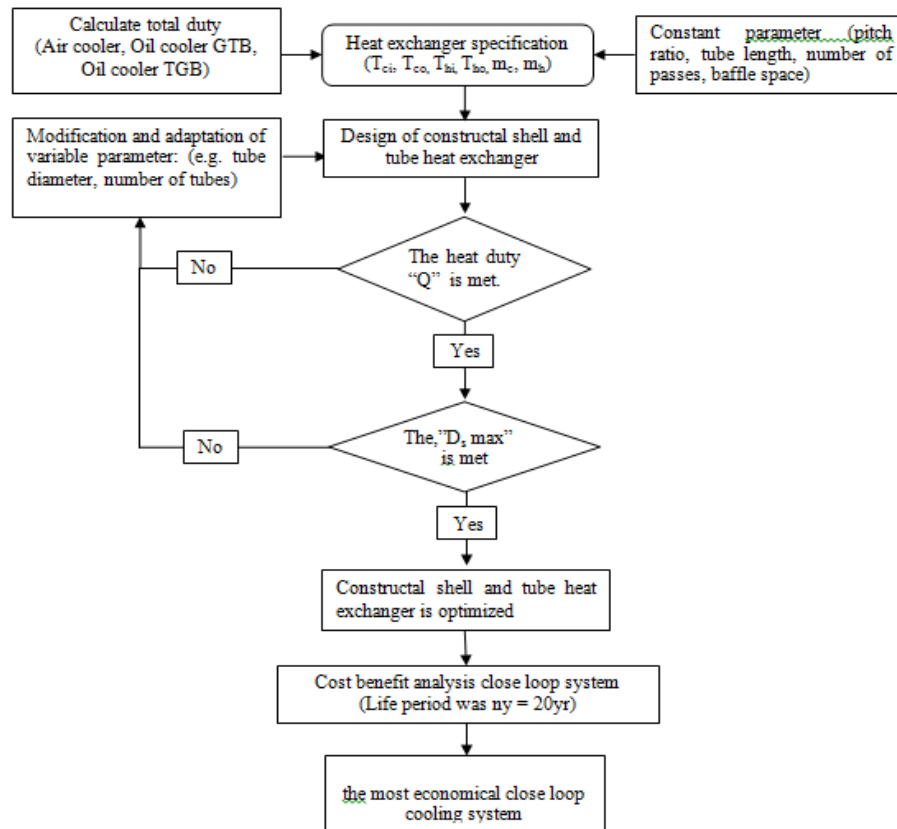 Calculate total duty
(Air cooler, Oil cooler GTB,
Oil cooler TGB)
Heat exchanger specification
(Tci, Tco, Thi, Tho, mc, mh)
Constant parameter (pitch
ratio, tube length, number of
passes, baffle space)
Modification and adaptation of
variable parameter: (e.g. tube
diameter, number of tubes)
Design of constructal shell and
tube heat exchanger
The heat duty
“Q” is met.
No
Yes
The,”Ds max”
is met
No
Yes
Constructal shell and tube heat
exchanger is optimized
Cost benefit analysis close loop system
(Life period was ny = 20yr)
the most economical close loop
cooling system